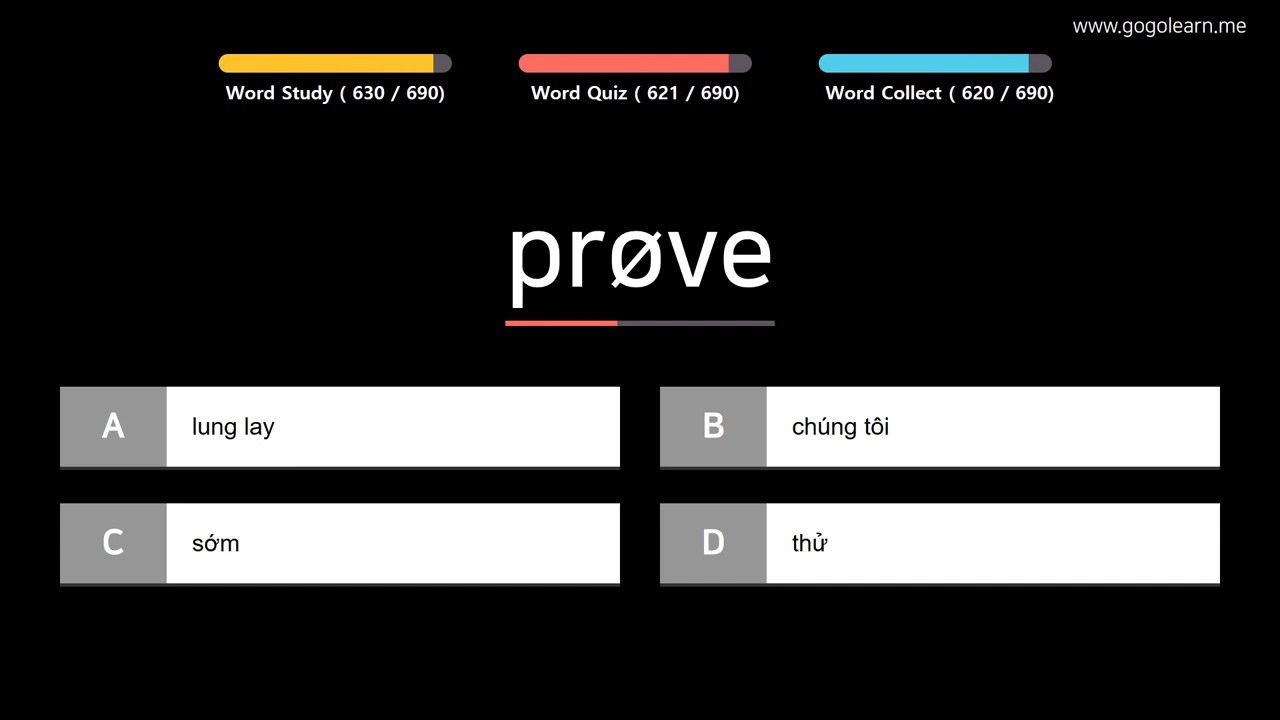 www.gogolearn.me
Word Study ( 630 / 690)
Word Quiz ( 621 / 690)
Word Collect ( 620 / 690)
prøve
A lung lay
B chúng tôi
C sớm
D thử